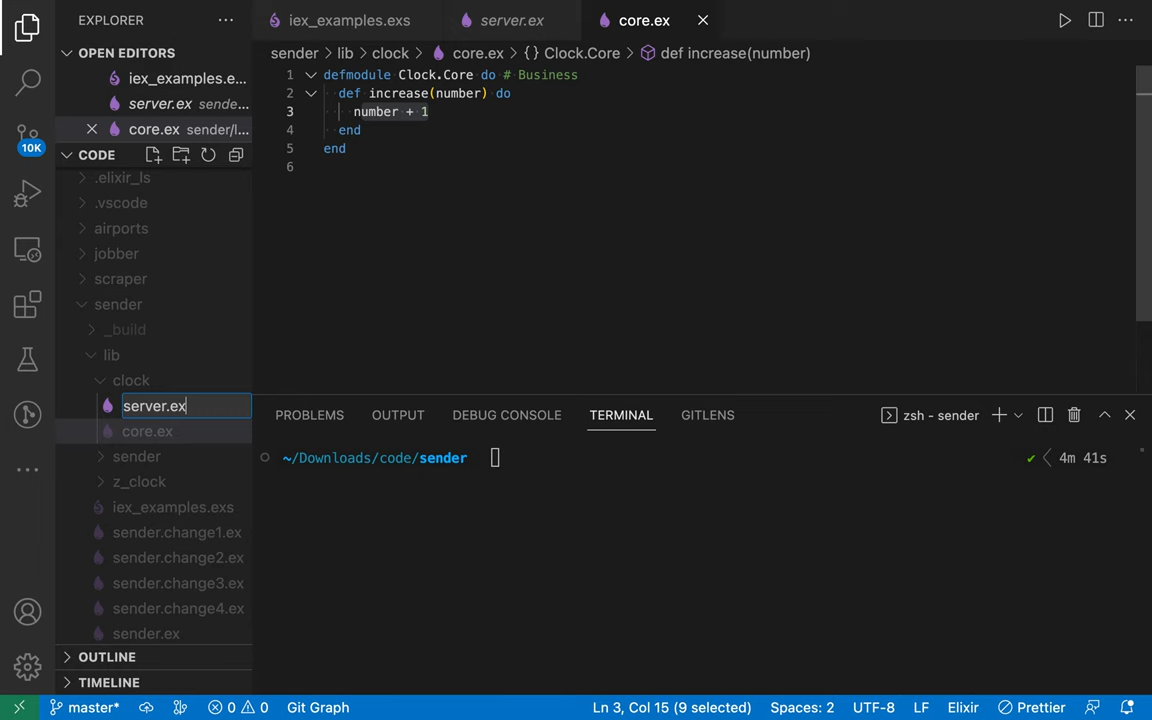 EXPLORER
OPEN EDITORS
iex_examples.e...
server.ex sende...
core.ex sender/l...
CODE
.elixir_ls
.vscode
airports
jobber
scraper
sender
_build
lib
clock
server.ex
core.ex
sender
z_clock
iex_examples.exs
sender.change1.ex
sender.change2.ex
sender.change3.ex
sender.change4.ex
sender.ex
OUTLINE
TIMELINE
10K
iex_examples.exs server.ex core.ex
sender > lib > clock > core.ex > {} Clock.Core > def increase(number)
1 defmodule Clock.Core do # Business
2 def increase(number) do
3 number + 1
4 end
5 end
6
PROBLEMS OUTPUT DEBUG CONSOLE TERMINAL GITLENS zsh - sender
~/Downloads/code/sender ✔ 4m 41s
master* 0 0 Git Graph Ln 3, Col 15 (9 selected) Spaces: 2 UTF-8 LF Elixir Prettier